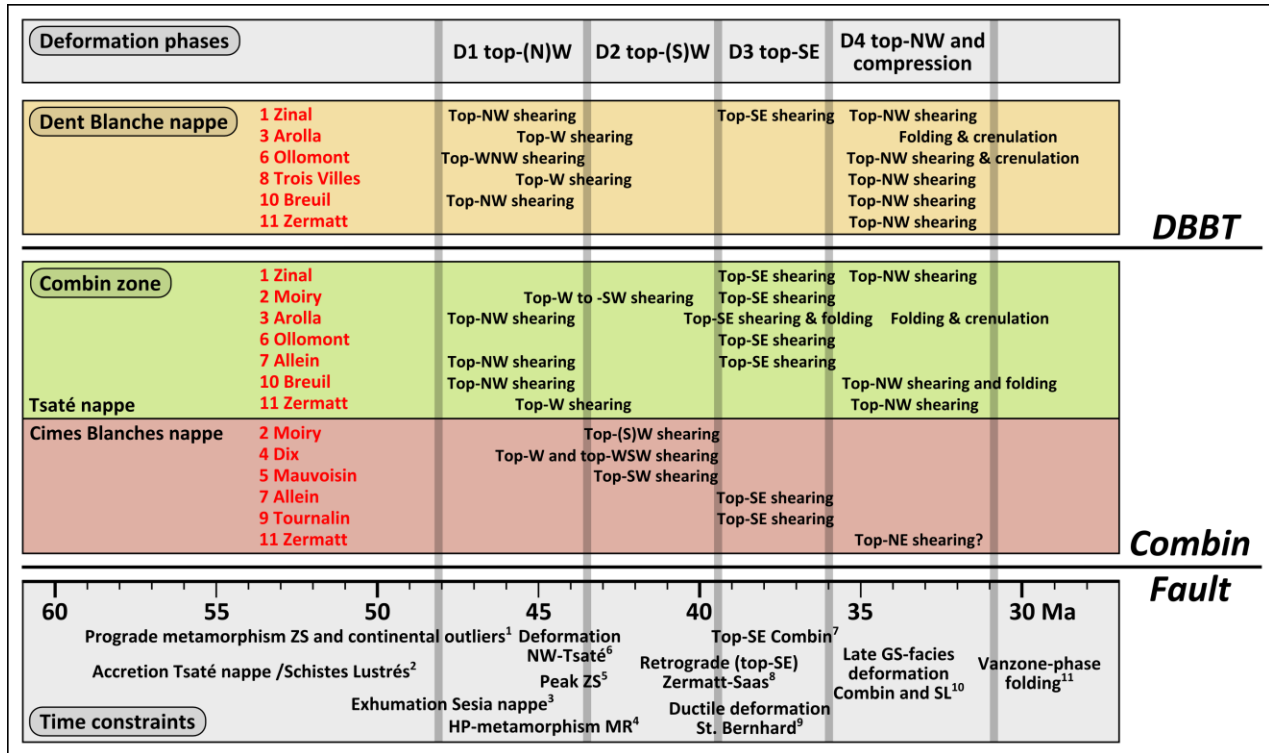 Deformation phases
D1 top-(N)W
D2 top-(S)W
D3 top-SE
D4 top-NW and
compression
Dent Blanche nappe
1 Zinal Top-NW shearing Top-SE shearing Top-NW shearing
3 Arolla Top-W shearing Folding & crenulation
6 Ollomont Top-WNW shearing Top-NW shearing & crenulation
8 Trois Villes Top-W shearing Top-NW shearing
10 Breuil Top-NW shearing Top-NW shearing
11 Zermatt Top-NW shearing
DBBT
Combin zone
1 Zinal Top-SE shearing Top-NW shearing
2 Moiry Top-W to -SW shearing Top-SE shearing
3 Arolla Top-NW shearing Top-SE shearing & folding Folding & crenulation
6 Ollomont Top-SE shearing
7 Allein Top-NW shearing Top-SE shearing
10 Breuil Top-NW shearing Top-NW shearing and folding
Tsaté nappe 11 Zermatt Top-W shearing Top-NW shearing
Cimes Blanches nappe 2 Moiry Top-(S)W shearing
4 Dix Top-W and top-WSW shearing
5 Mauvoisin Top-SW shearing
7 Allein Top-SE shearing
9 Tournalin Top-SE shearing
11 Zermatt Top-NE shearing?
Combin
Fault
60 55 50 45 40 35 30 Ma
Prograde metamorphism ZS and continental outliers¹
Accretion Tsaté nappe /Schistes Lustrés²
Exhumation Sesia nappe³
HP-metamorphism MR⁴
Deformation
NW-Tsaté⁶
Peak ZS⁵
Top-SE Combin⁷
Retrograde (top-SE)
Zermatt-Saas⁸
Ductile deformation
St. Bernhard⁹
Late GS-facies
deformation
Combin and SL¹⁰
Vanzone-phase
folding¹¹
Time constraints